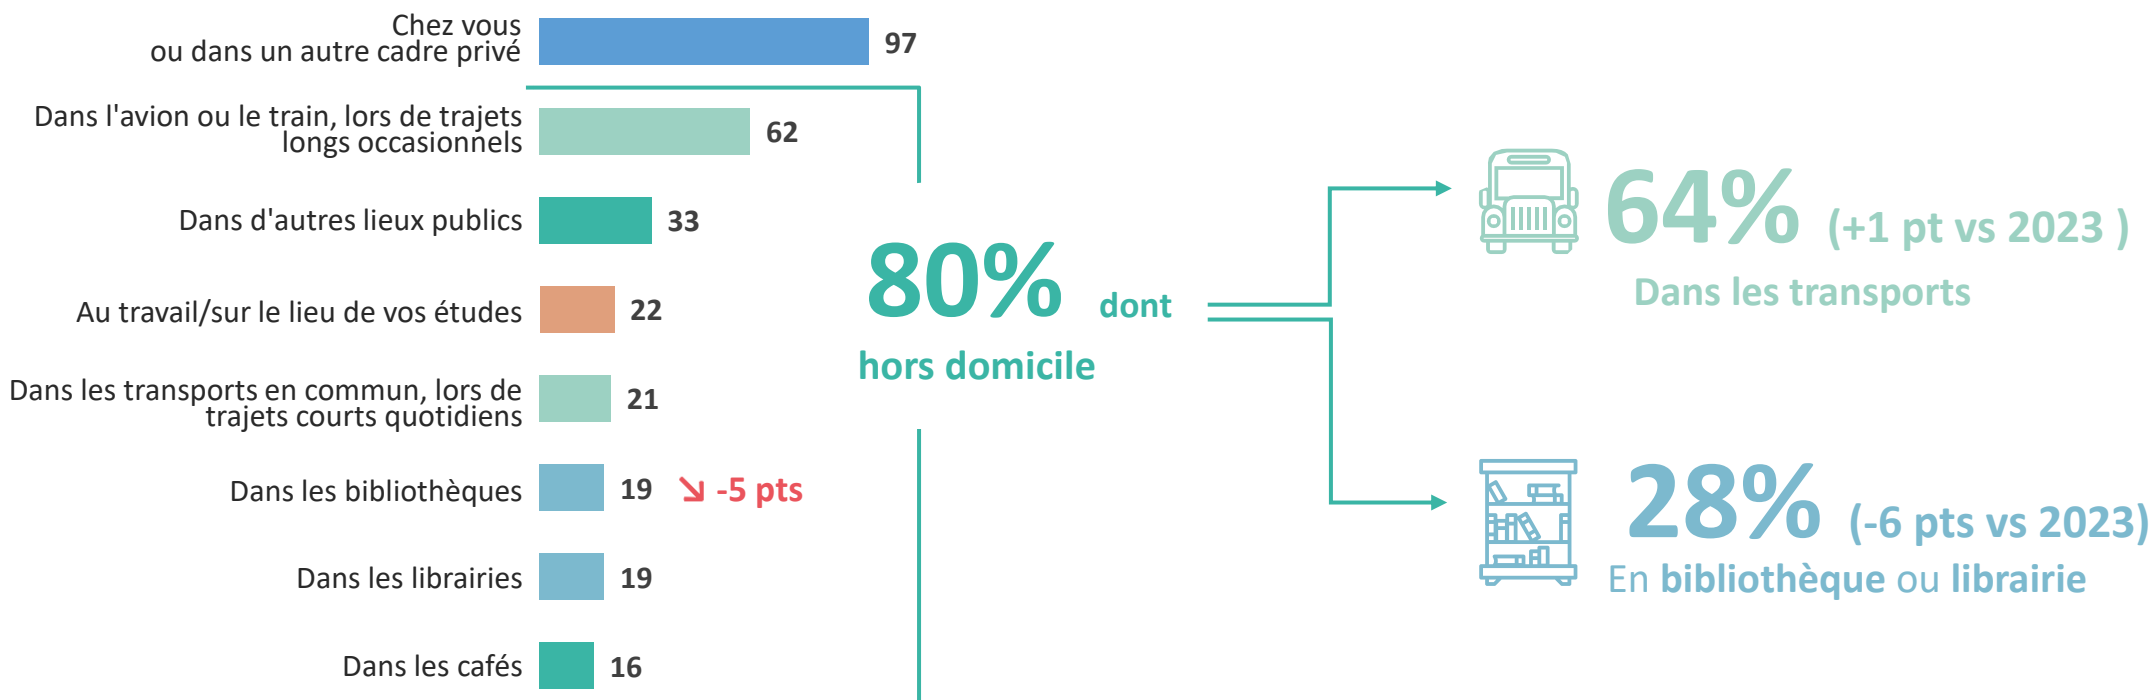 Chez vous
ou dans un autre cadre privé
97
Dans l'avion ou le train, lors de trajets
longs occasionnels
62
Dans d'autres lieux publics
33
Au travail/sur le lieu de vos études
22
Dans les transports en commun, lors de
trajets courts quotidiens
21
Dans les bibliothèques
19 -5 pts
Dans les librairies
19
Dans les cafés
16
80% dont
hors domicile
64% (+1 pt vs 2023 )
Dans les transports
28% (-6 pts vs 2023)
En bibliothèque ou librairie